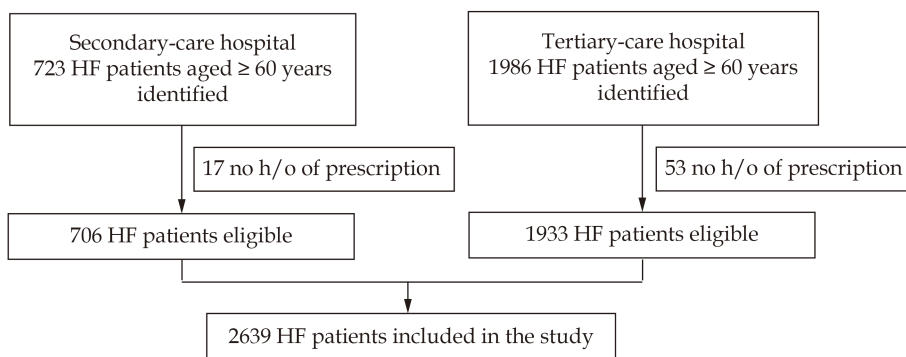 Secondary-care hospital
723 HF patients aged ≥ 60 years
identified
Tertiary-care hospital
1986 HF patients aged ≥ 60 years
identified
17 no h/o of prescription
53 no h/o of prescription
706 HF patients eligible
1933 HF patients eligible
2639 HF patients included in the study